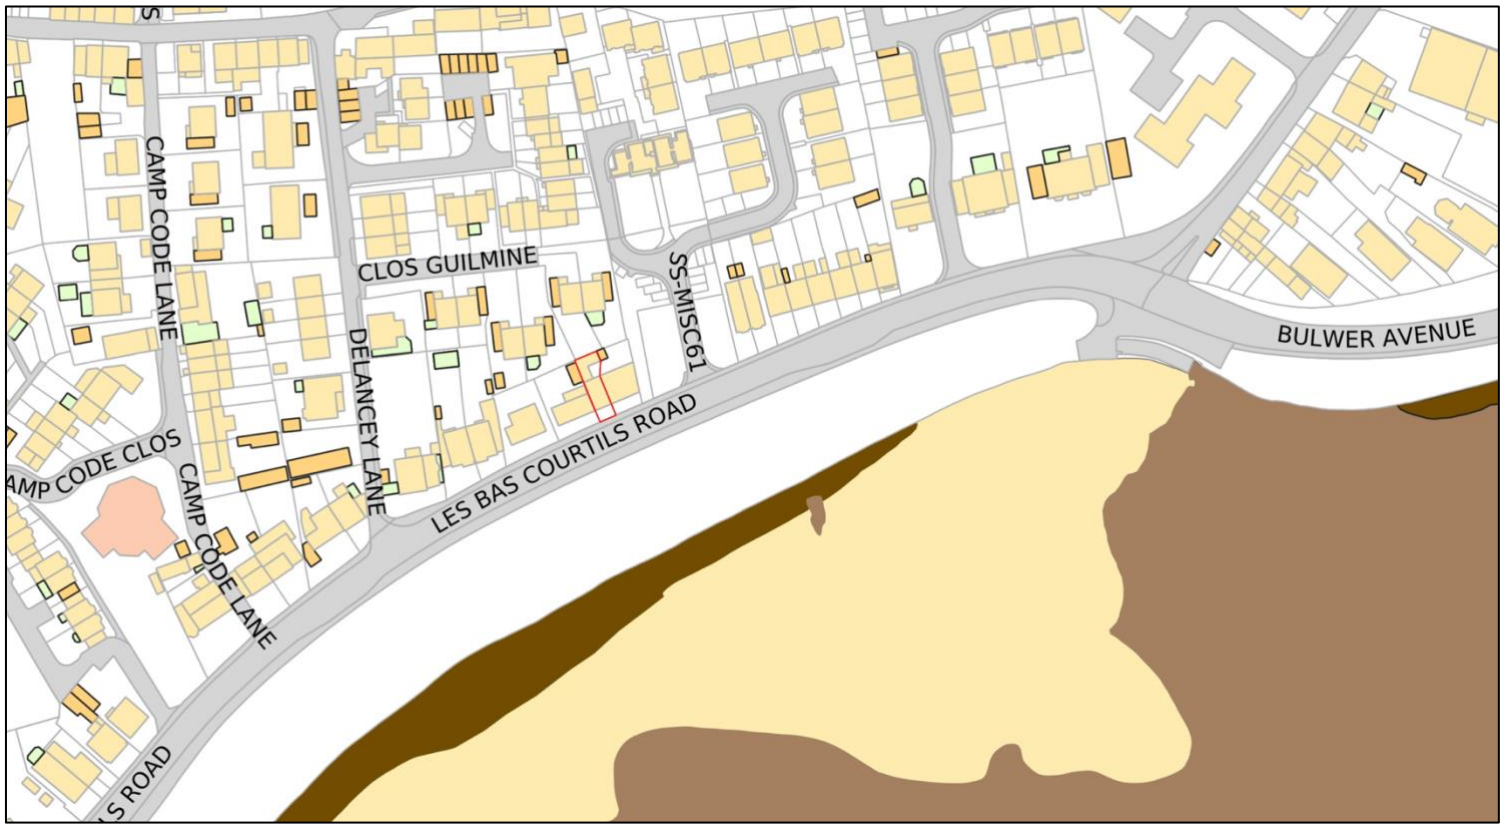 S
CAMP CODE LANE
CLOS GUILMINE
SS-MISC61
BULWER AVENUE
DELANCEY LANE
LES BAS COURTILS ROAD
AMP CODE CLOS
CAMP CODE LANE
LS ROAD